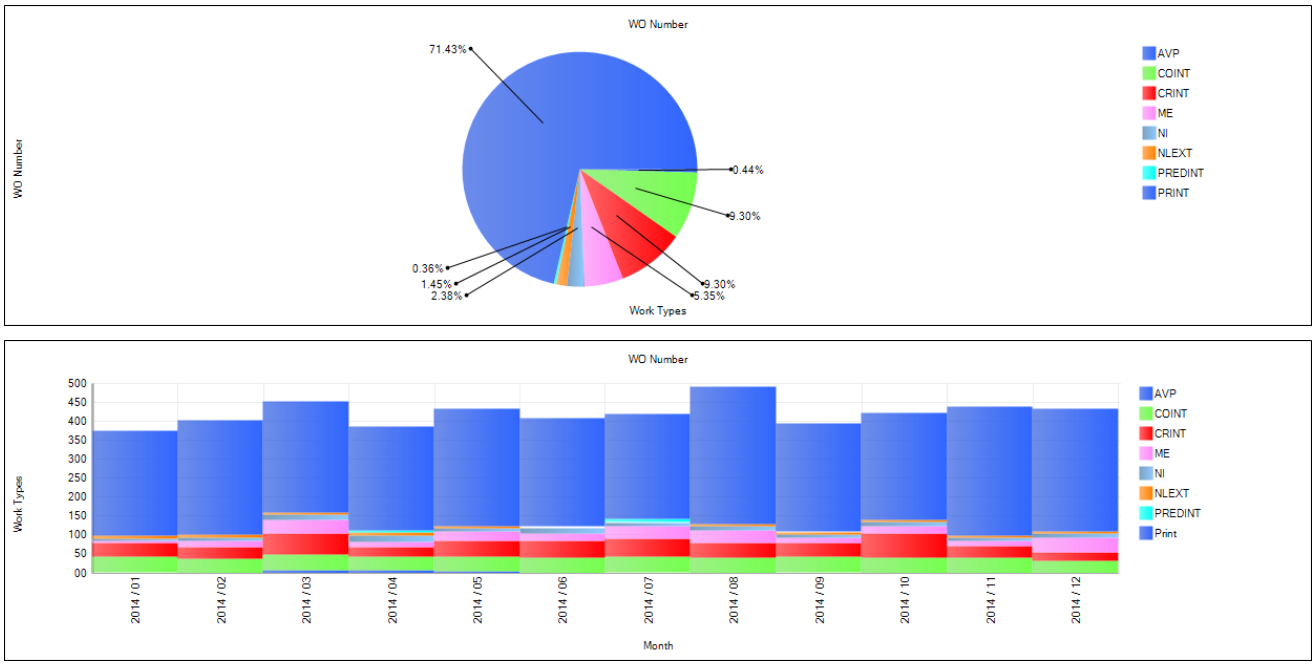 WO Number
71.43%
0.44%
9.30%
9.30%
5.35%
0.36%
1.45%
2.38%
WO Number
Work Types
AVP
COINT
CRINT
ME
NI
NLEXT
PREDINT
PRINT
WO Number
500
450
400
350
300
250
200
150
100
50
00
Work Types
2014 / 01
2014 / 02
2014 / 03
2014 / 04
2014 / 05
2014 / 06
2014 / 07
2014 / 08
2014 / 09
2014 / 10
2014 / 11
2014 / 12
Month
AVP
COINT
CRINT
ME
NI
NLEXT
PREDINT
Print